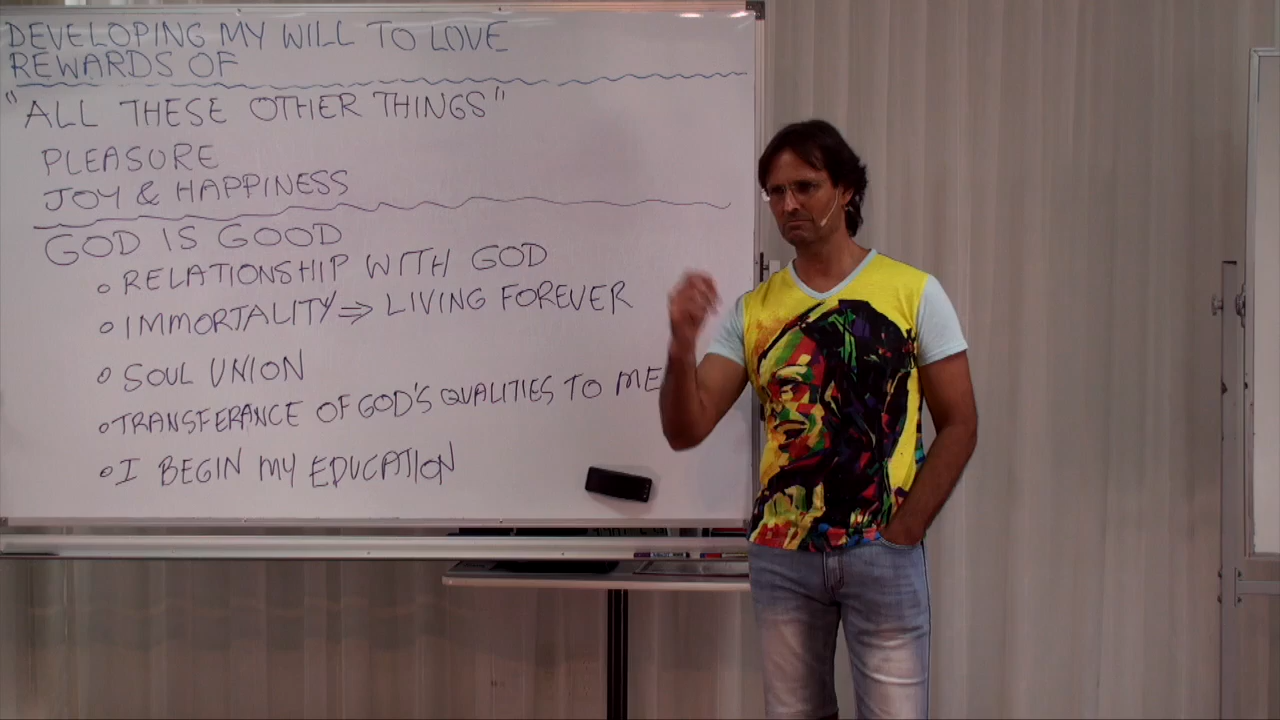 DEVELOPING MY WILL TO LOVE
REWARDS OF
"ALL THESE OTHER THINGS"
PLEASURE
JOY & HAPPINESS
GOD IS GOOD
• RELATIONSHIP WITH GOD
• IMMORTALITY ⇒ LIVING FOREVER
• SOUL UNION
• TRANSFERANCE OF GOD'S QUALITIES TO ME
• I BEGIN MY EDUCATION